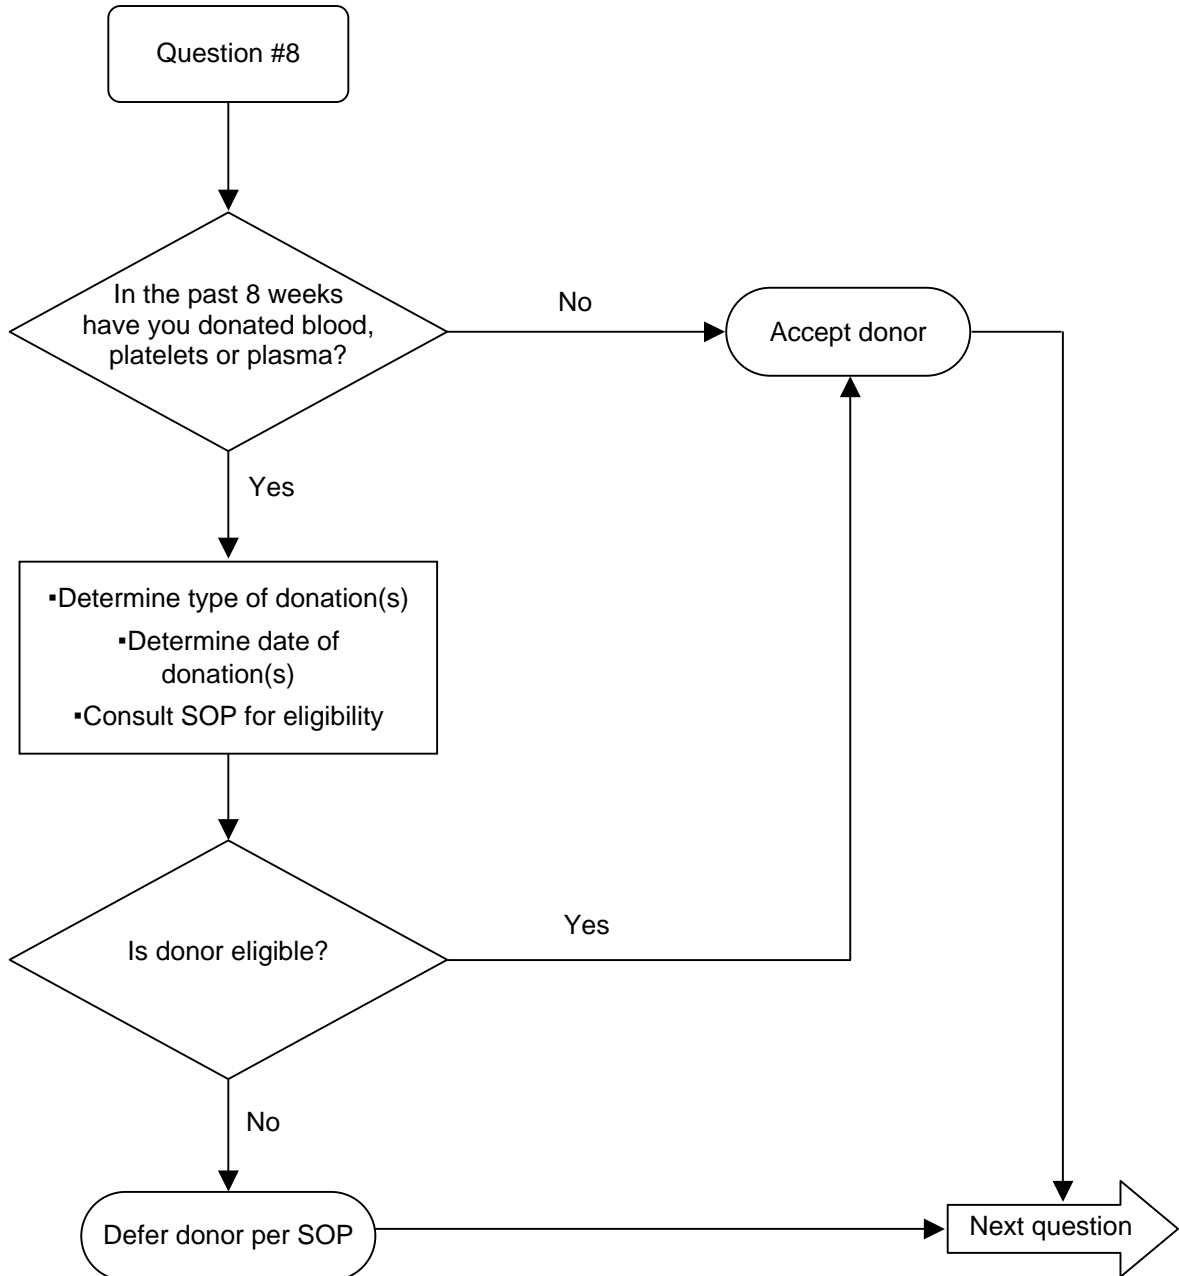 Question #8
In the past 8 weeks
have you donated blood,
platelets or plasma?
No
Accept donor
Yes
▪Determine type of donation(s)
▪Determine date of
donation(s)
▪Consult SOP for eligibility
Is donor eligible?
Yes
No
Defer donor per SOP
Next question